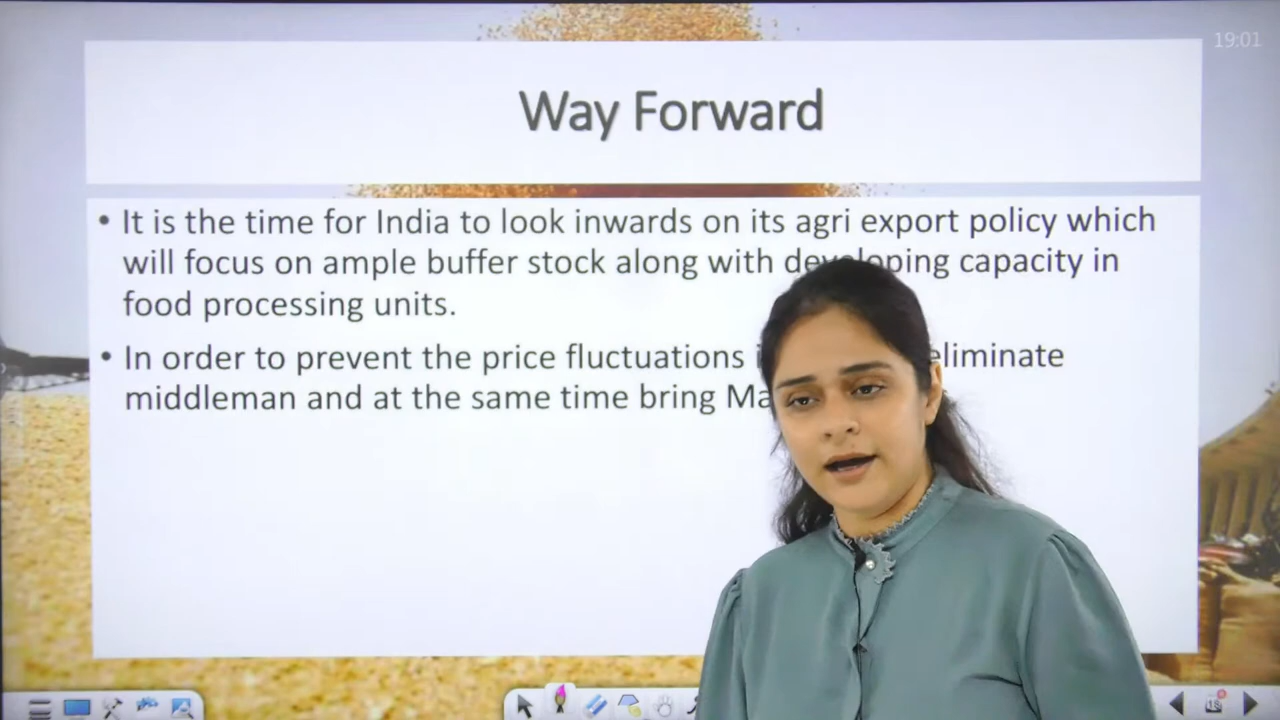 19:01
Way Forward
• It is the time for India to look inwards on its agri export policy which
will focus on ample buffer stock along with developing capacity in
food processing units.
• In order to prevent the price fluctuations eliminate
middleman and at the same time bring
18